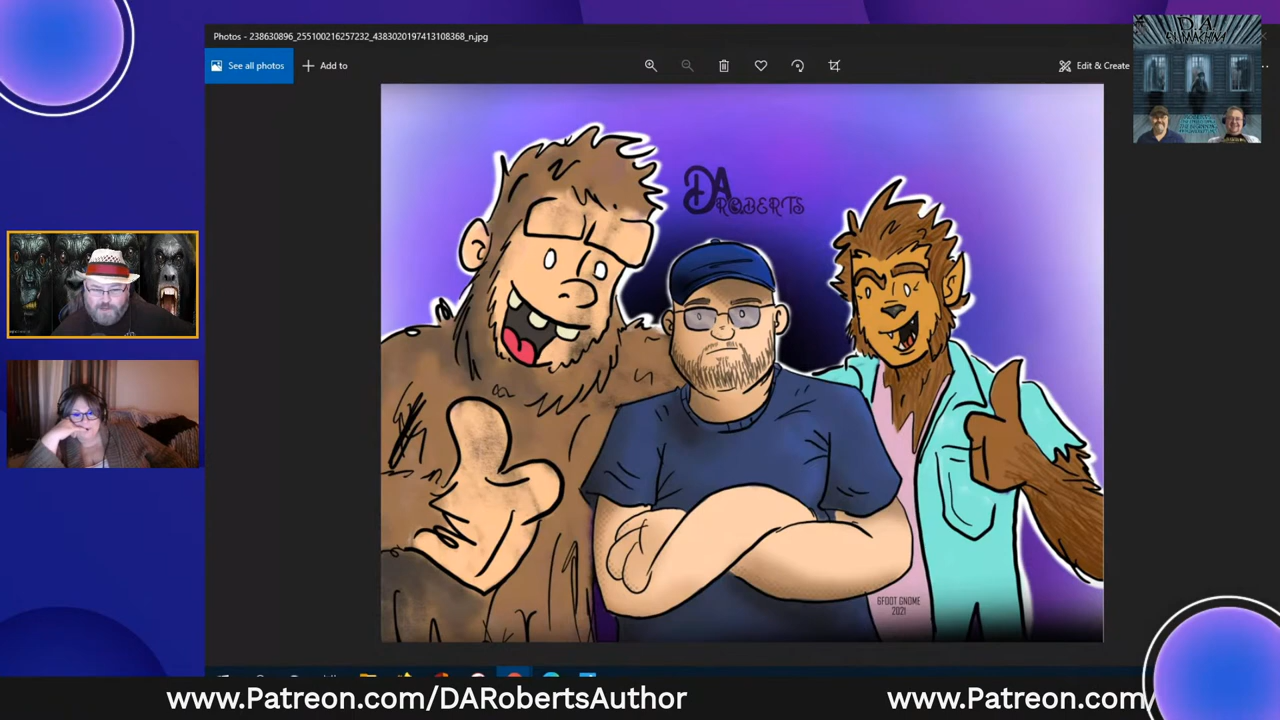 Photos - 238630896_255100216257232_4383020197413108368_n.jpg
See all photos
Add to
Edit & Create
DA
ROBERTS
6FOOT GNOME
2021
www.Patreon.com/DARobertsAuthor
www.Patreon.com/